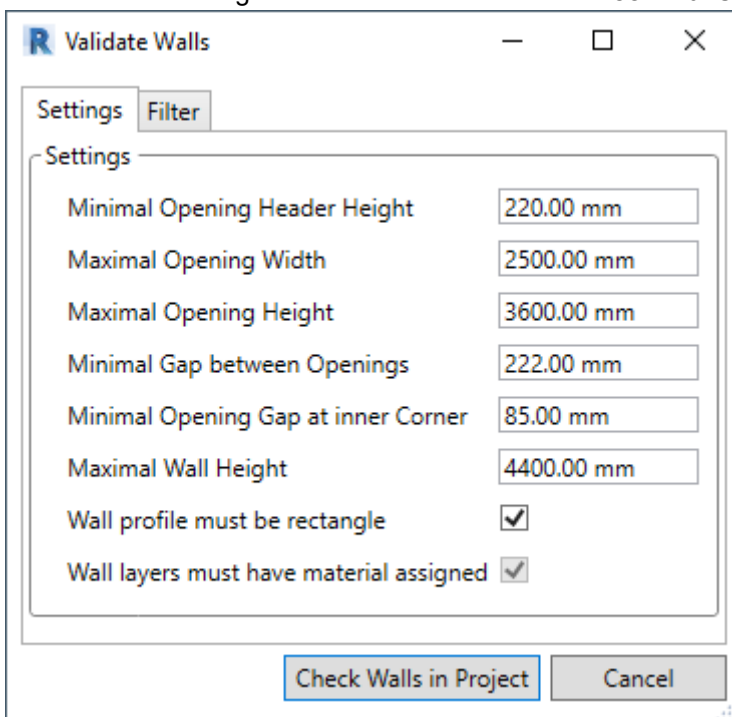 Validate Walls
Settings Filter
Settings
Minimal Opening Header Height 220.00 mm
Maximal Opening Width 2500.00 mm
Maximal Opening Height 3600.00 mm
Minimal Gap between Openings 222.00 mm
Minimal Opening Gap at inner Corner 85.00 mm
Maximal Wall Height 4400.00 mm
Wall profile must be rectangle
Wall layers must have material assigned
Check Walls in Project Cancel